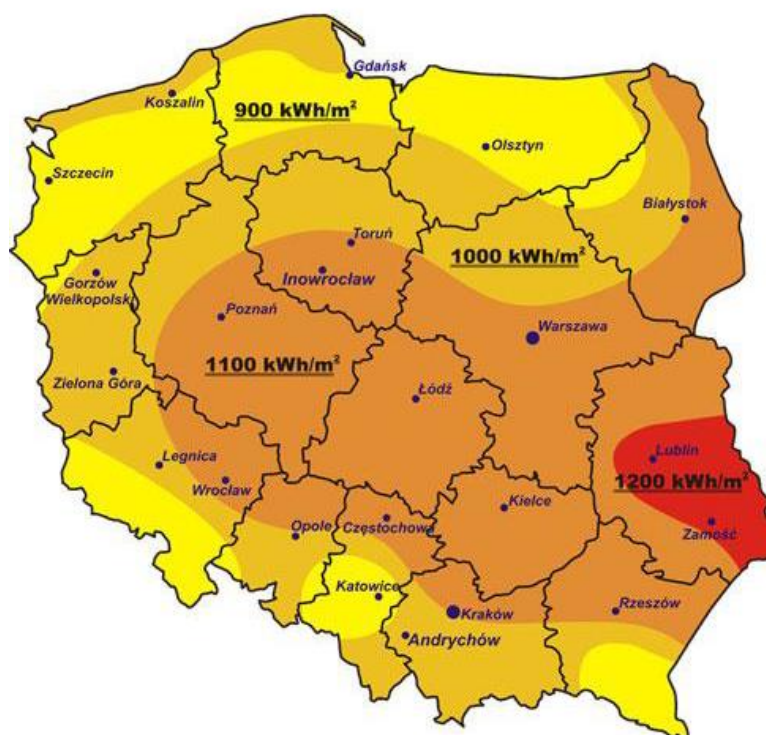 Gdańsk
Koszalin
900 kWh/m²
Olsztyn
Szczecin
Białystok
Toruń
1000 kWh/m²
Gorzów
Wielkopolski
Inowrocław
Poznań
Warszawa
1100 kWh/m²
Zielona Góra
Łódź
Legnica
Lublin
Wrocław
1200 kWh/m²
Kielce
Opole
Częstochowa
Zamość
Katowice
Kraków
Rzeszów
Andrychów